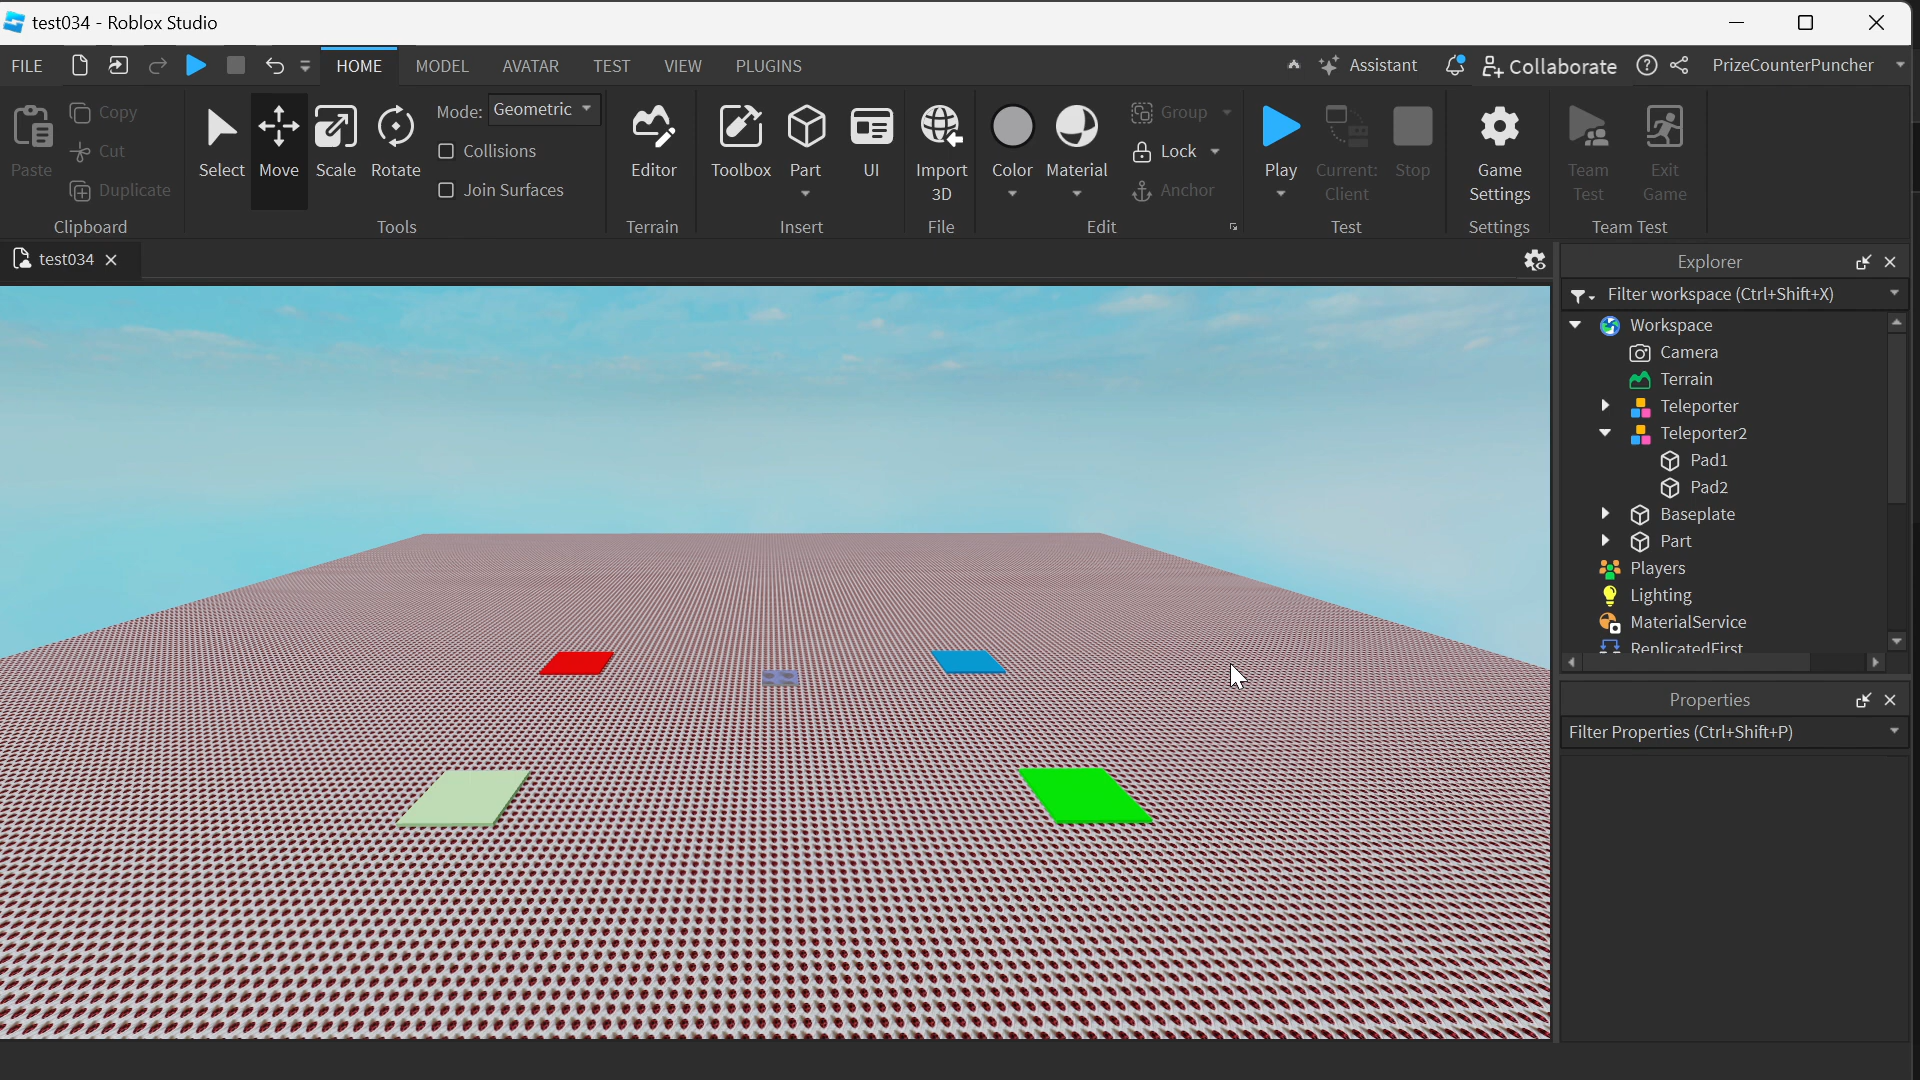 test034 - Roblox Studio
FILE
HOME
MODEL
AVATAR
TEST
VIEW
PLUGINS
Assistant
Collaborate
PrizeCounterPuncher
Paste
Copy
Cut
Duplicate
Clipboard
Select
Move
Scale
Rotate
Mode: Geometric
Collisions
Join Surfaces
Tools
Editor
Terrain
Toolbox
Part
UI
Insert
Import
3D
File
Color
Material
Group
Lock
Anchor
Edit
Play
Current:
Client
Stop
Test
Game
Settings
Settings
Team
Test
Exit
Game
Team Test
test034
Explorer
Filter workspace (Ctrl+Shift+X)
Workspace
Camera
Terrain
Teleporter
Teleporter2
Pad1
Pad2
Baseplate
Part
Players
Lighting
MaterialService
ReplicatedFirst
Properties
Filter Properties (Ctrl+Shift+P)